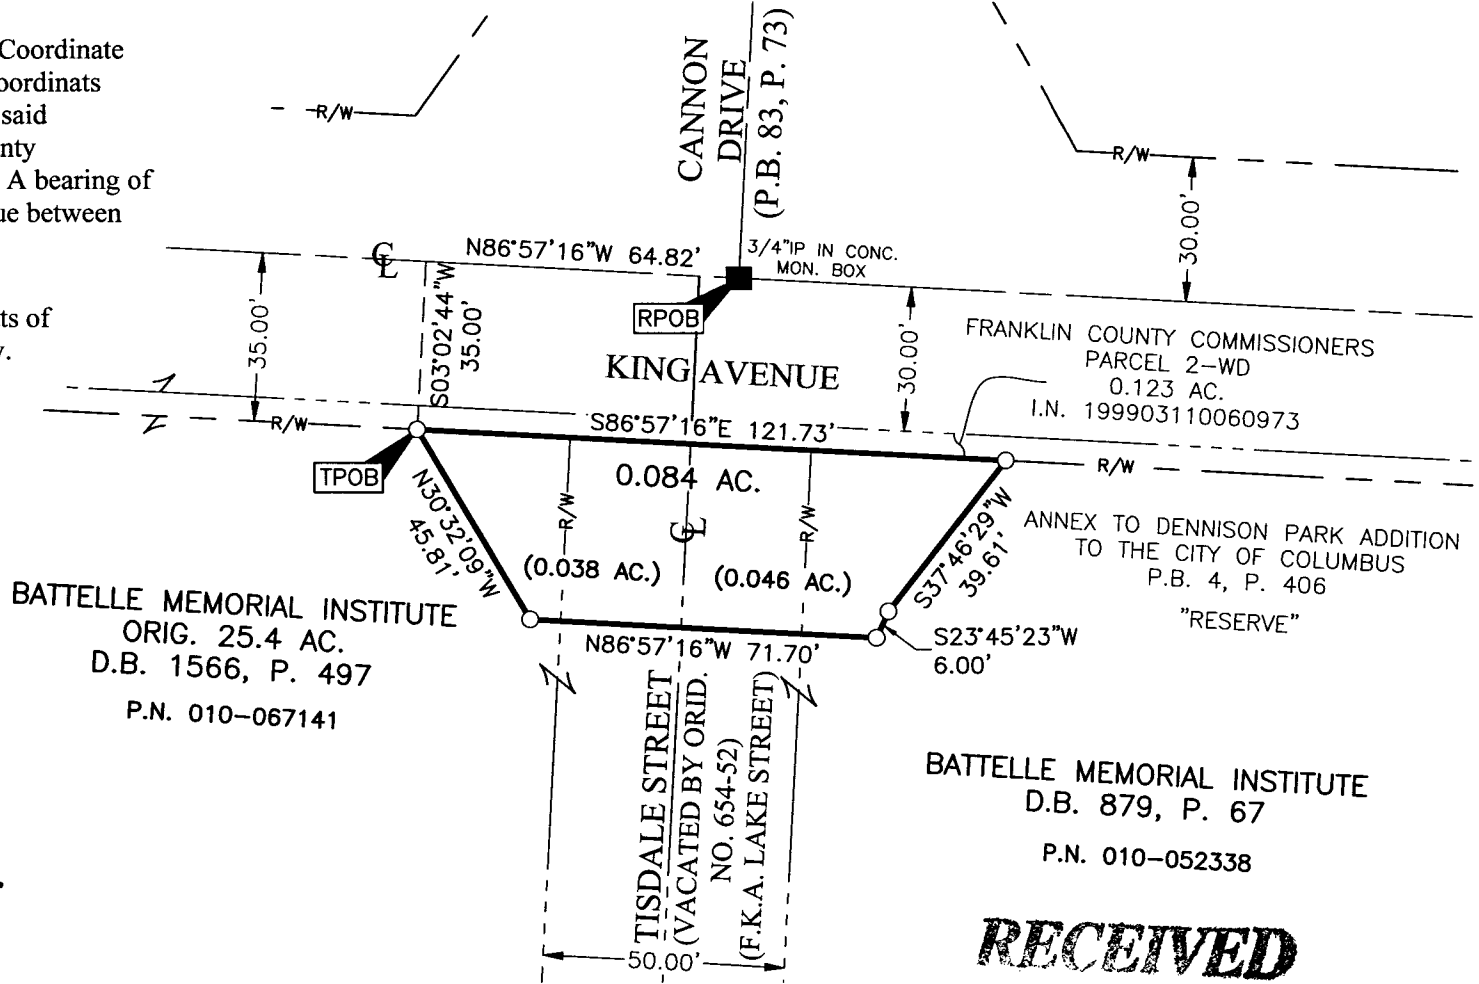 Coordinate
oordinats
said
nty
A bearing of
ue between
ts of
R/W
CANNON
DRIVE
(P.B. 83, P. 73)
R/W
30.00'
N86°57'16"W 64.82'
3/4"IP IN CONC.
MON. BOX
CL
35.00'
S03°02'44"W
35.00'
RPOB
KING AVENUE
30.00'
FRANKLIN COUNTY COMMISSIONERS
PARCEL 2-WD
0.123 AC.
I.N. 199903110060973
R/W
S86°57'16"E 121.73'
R/W
TPOB
0.084 AC.
R/W
R/W
CL
N30°32'09"W
45.81'
(0.038 AC.)
(0.046 AC.)
S37°46'29"W
39.61'
ANNEX TO DENNISON PARK ADDITION
TO THE CITY OF COLUMBUS
P.B. 4, P. 406
"RESERVE"
BATTELLE MEMORIAL INSTITUTE
ORIG. 25.4 AC.
D.B. 1566, P. 497
P.N. 010-067141
N86°57'16"W 71.70'
S23°45'23"W
6.00'
TISDALE STREET
(VACATED BY ORID.
NO. 654-52)
(F.K.A. LAKE STREET)
50.00'
BATTELLE MEMORIAL INSTITUTE
D.B. 879, P. 67
P.N. 010-052338
RECEIVED